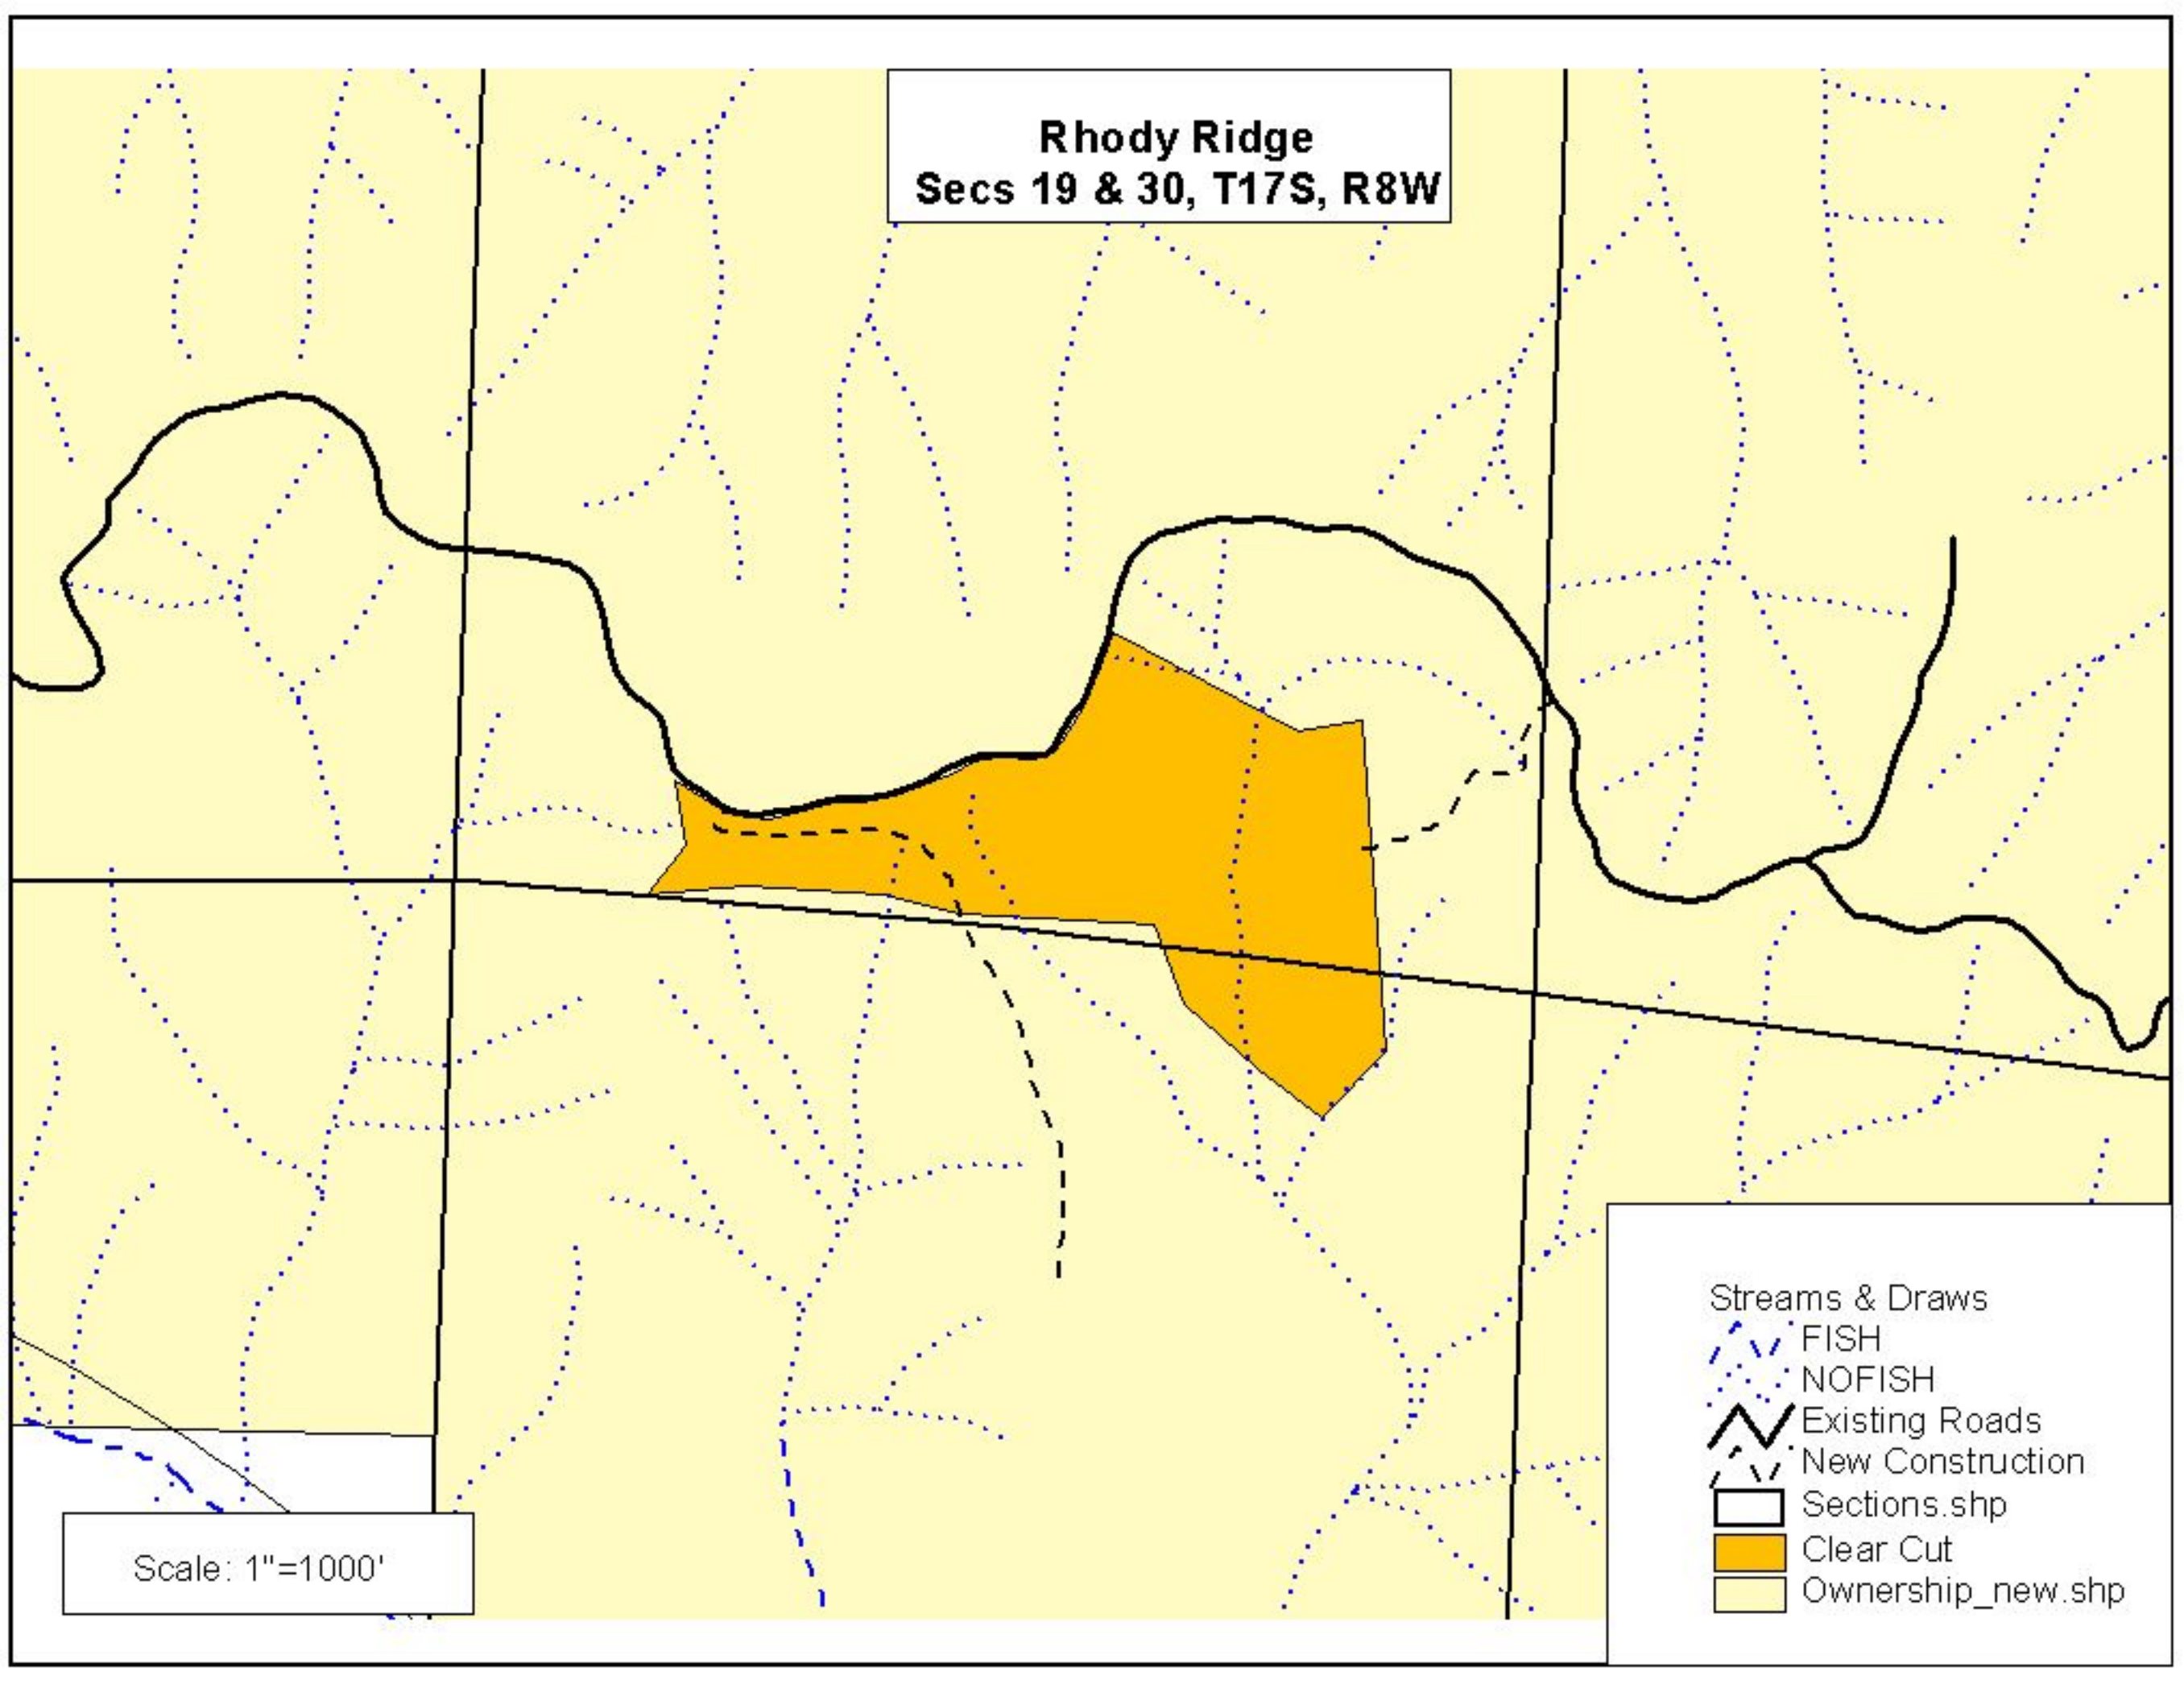 Rhody Ridge
Secs 19 & 30, T17S, R8W
Streams & Draws
FISH
NOFISH
Existing Roads
New Construction
Sections.shp
Clear Cut
Ownership_new.shp
Scale: 1"=1000'